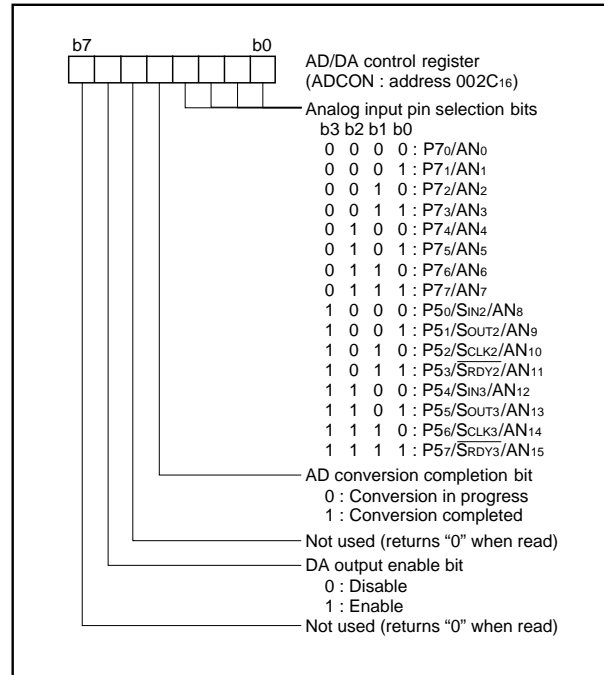 b7 b0
AD/DA control register
(ADCON : address 002C16)
Analog input pin selection bits
b3 b2 b1 b0
0 0 0 0 : P70/AN0
0 0 0 1 : P71/AN1
0 0 1 0 : P72/AN2
0 0 1 1 : P73/AN3
0 1 0 0 : P74/AN4
0 1 0 1 : P75/AN5
0 1 1 0 : P76/AN6
0 1 1 1 : P77/AN7
1 0 0 0 : P50/SIN2/AN8
1 0 0 1 : P51/SOUT2/AN9
1 0 1 0 : P52/SCLK2/AN10
1 0 1 1 : P53/SRDY2/AN11
1 1 0 0 : P54/SIN3/AN12
1 1 0 1 : P55/SOUT3/AN13
1 1 1 0 : P56/SCLK3/AN14
1 1 1 1 : P57/SRDY3/AN15
AD conversion completion bit
0 : Conversion in progress
1 : Conversion completed
Not used (returns “0” when read)
DA output enable bit
0 : Disable
1 : Enable
Not used (returns “0” when read)